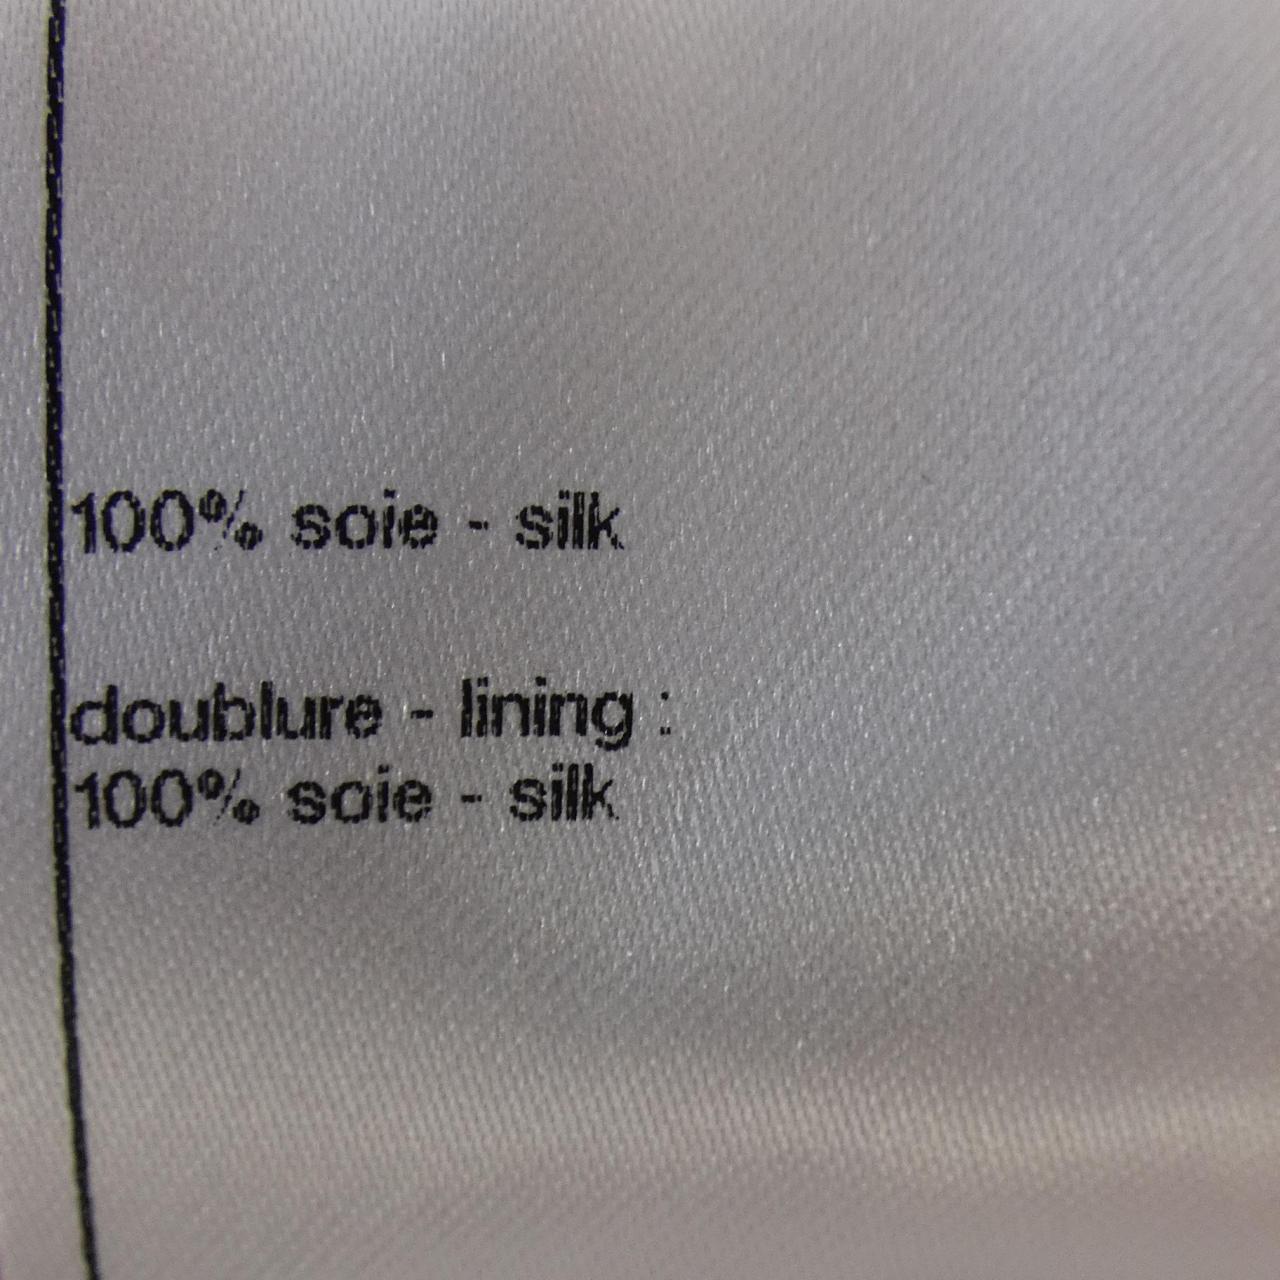 100% soie - silk
doublure - lining :
100% soie - silk